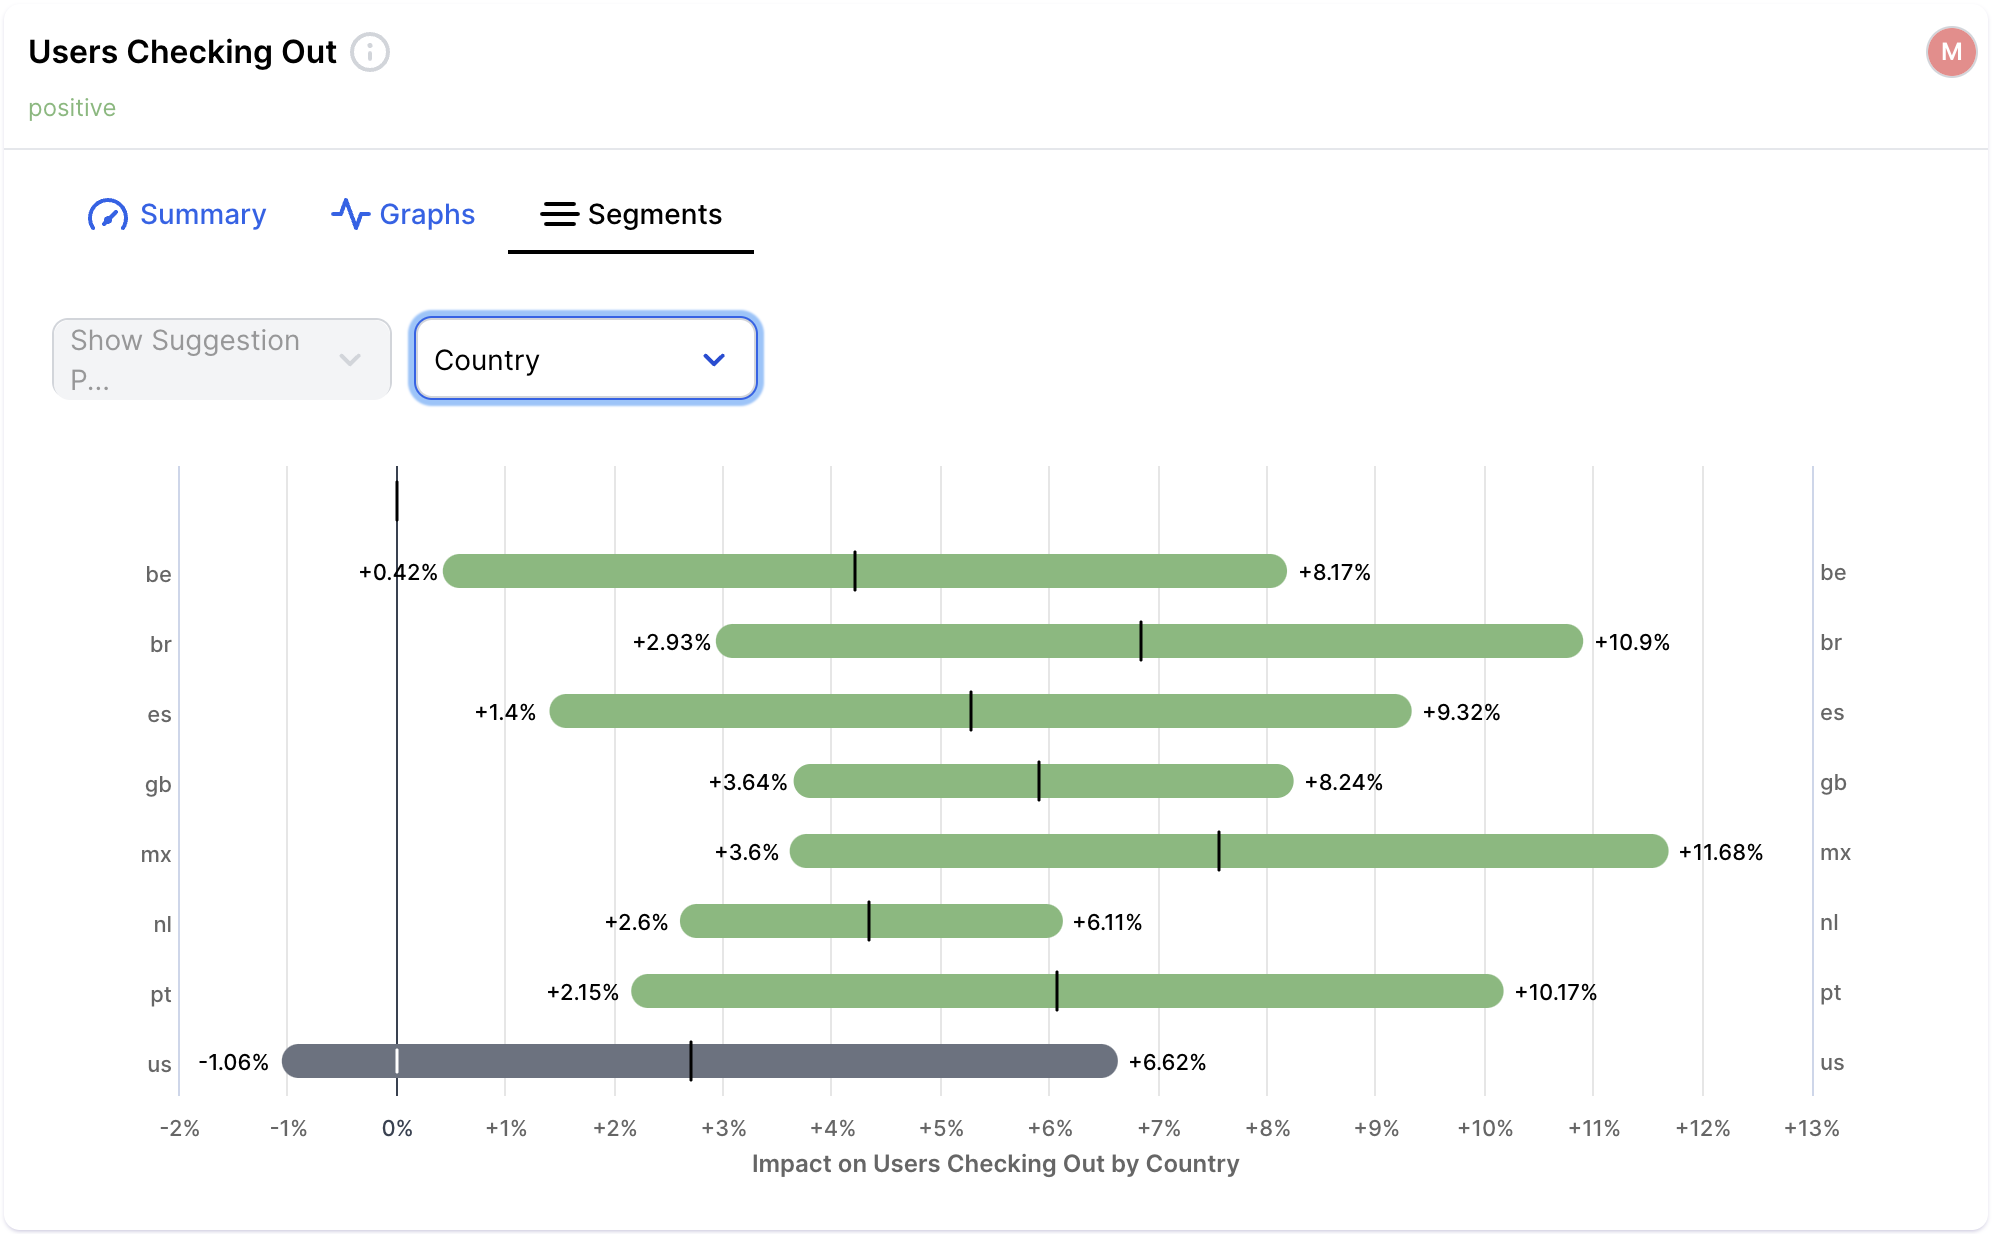 Users Checking Out
M
positive
Summary
Graphs
Segments
Show Suggestion
P...
Country
be +0.42% +8.17% be
br +2.93% +10.9% br
es +1.4% +9.32% es
gb +3.64% +8.24% gb
mx +3.6% +11.68% mx
nl +2.6% +6.11% nl
pt +2.15% +10.17% pt
us -1.06% +6.62% us
-2% -1% 0% +1% +2% +3% +4% +5% +6% +7% +8% +9% +10% +11% +12% +13%
Impact on Users Checking Out by Country